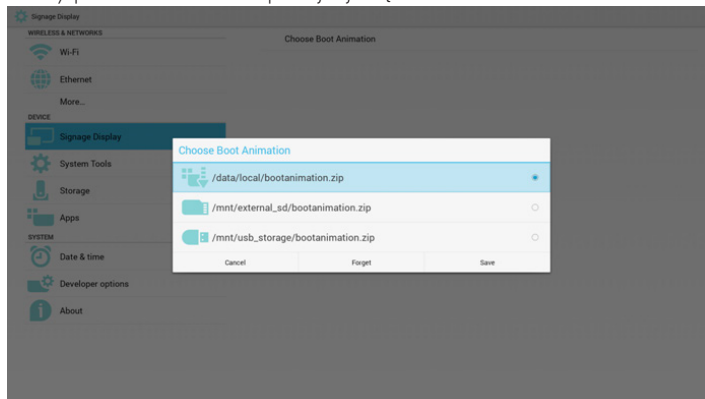 Signage Display
WIRELESS & NETWORKS
Choose Boot Animation
Wi-Fi
Ethernet
More...
DEVICE
Signage Display
System Tools
Storage
Apps
SYSTEM
Date & time
Developer options
About
Choose Boot Animation
/data/local/bootanimation.zip
/mnt/external_sd/bootanimation.zip
/mnt/usb_storage/bootanimation.zip
Cancel Forget Save